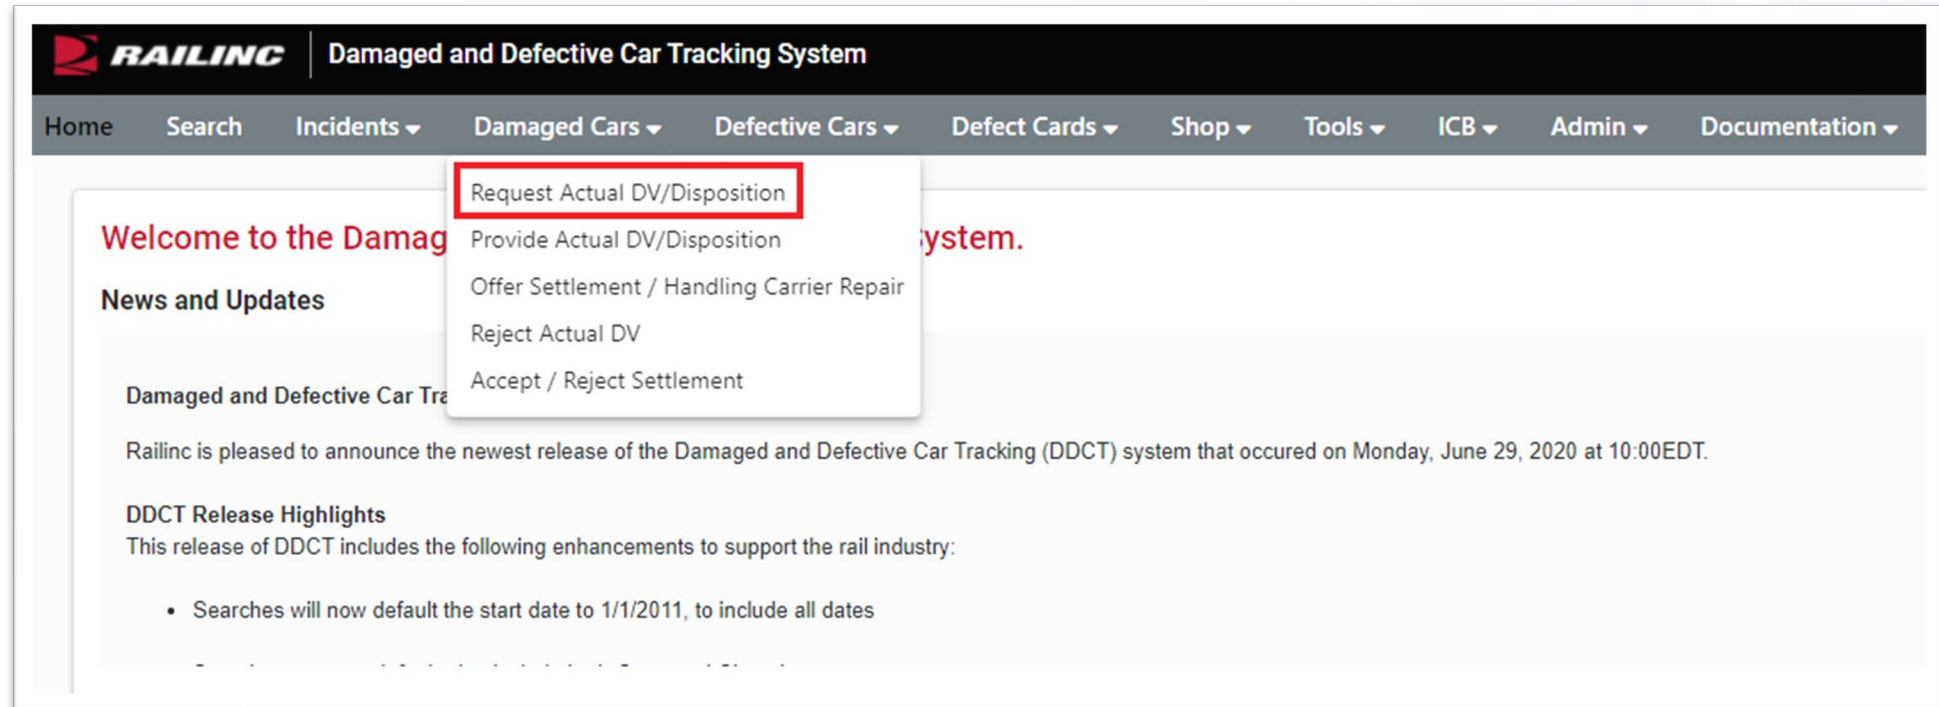 RAILINC Damaged and Defective Car Tracking System
Home Search Incidents Damaged Cars Defective Cars Defect Cards Shop Tools ICB Admin Documentation
Request Actual DV/Disposition
Provide Actual DV/Disposition
Offer Settlement / Handling Carrier Repair
Reject Actual DV
Accept / Reject Settlement
Welcome to the Damag ystem.
News and Updates
Damaged and Defective Car Tra
Railinc is pleased to announce the newest release of the Damaged and Defective Car Tracking (DDCT) system that occured on Monday, June 29, 2020 at 10:00EDT.
DDCT Release Highlights
This release of DDCT includes the following enhancements to support the rail industry:
• Searches will now default the start date to 1/1/2011, to include all dates